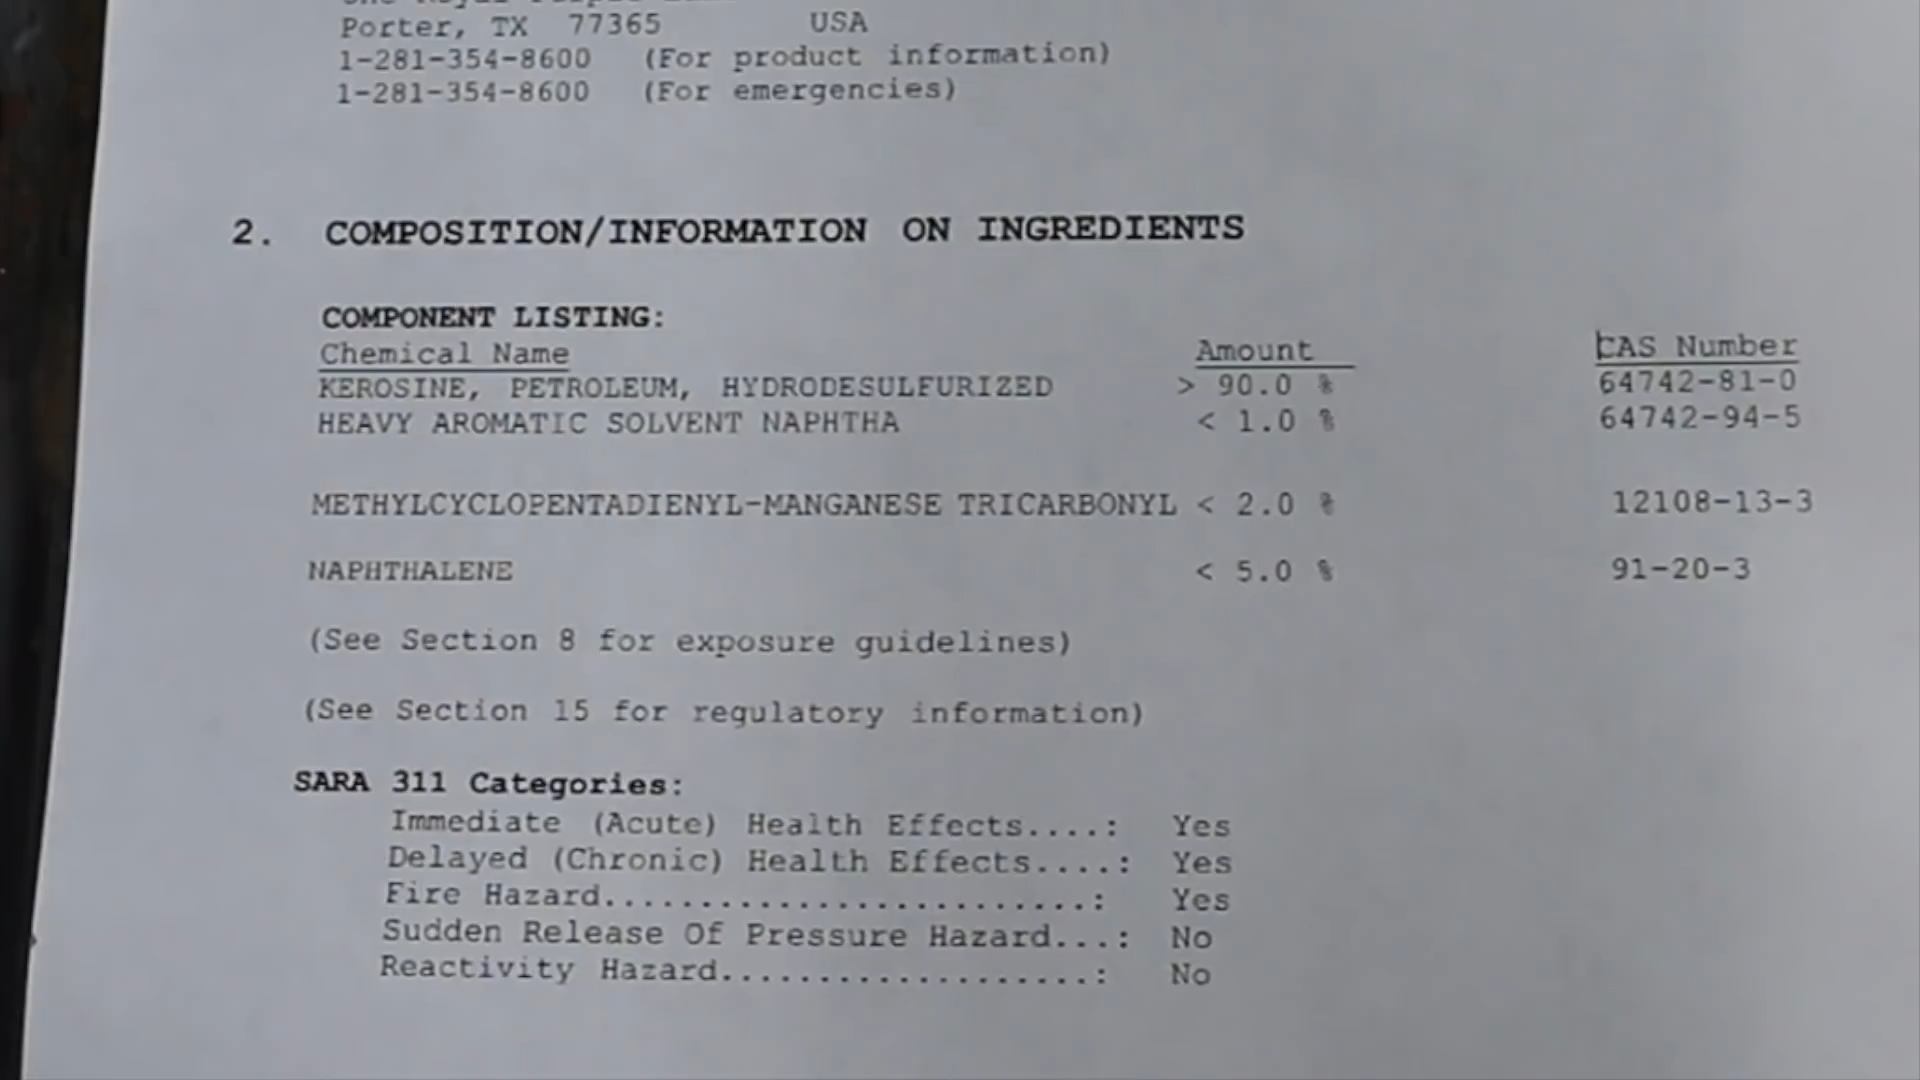 Porter, TX 77365 USA
1-281-354-8600 (For product information)
1-281-354-8600 (For emergencies)
2. COMPOSITION/INFORMATION ON INGREDIENTS
COMPONENT LISTING:
Chemical Name Amount CAS Number
KEROSINE, PETROLEUM, HYDRODESULFURIZED > 90.0 % 64742-81-0
HEAVY AROMATIC SOLVENT NAPHTHA < 1.0 % 64742-94-5
METHYLCYCLOPENTADIENYL-MANGANESE TRICARBONYL < 2.0 % 12108-13-3
NAPHTHALENE < 5.0 % 91-20-3
(See Section 8 for exposure guidelines)
(See Section 15 for regulatory information)
SARA 311 Categories:
Immediate (Acute) Health Effects....: Yes
Delayed (Chronic) Health Effects....: Yes
Fire Hazard..........................: Yes
Sudden Release Of Pressure Hazard...: No
Reactivity Hazard....................: No